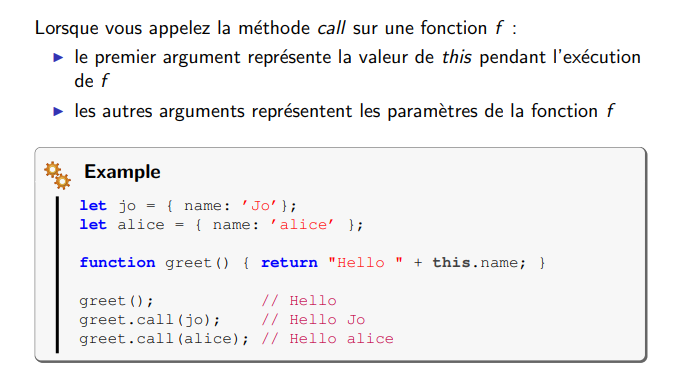 Lorsque vous appelez la méthode call sur une fonction f :
le premier argument représente la valeur de this pendant l'exécution
de f
les autres arguments représentent les paramètres de la fonction f
Example
let jo = { name: 'Jo'};
let alice = { name: 'alice' };
function greet() { return "Hello " + this.name; }
greet(); // Hello
greet.call(jo); // Hello Jo
greet.call(alice); // Hello alice